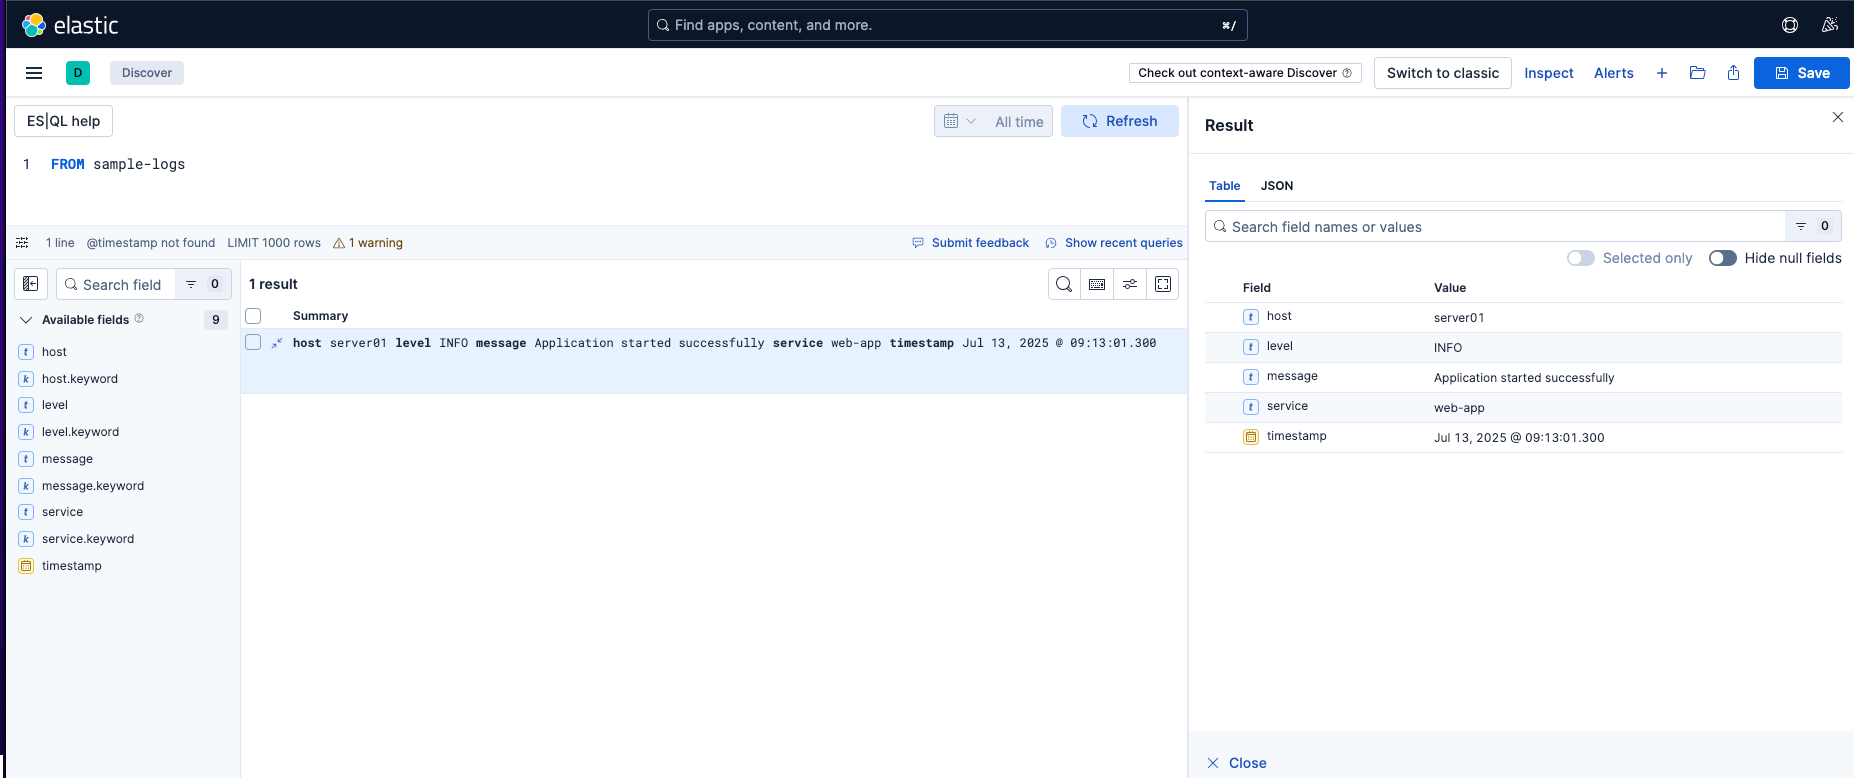 elastic
Find apps, content, and more.
⌘/
D
Discover
Check out context-aware Discover
Switch to classic
Inspect
Alerts
Save
ES|QL help
All time
Refresh
1 FROM sample-logs
1 line @timestamp not found LIMIT 1000 rows 1 warning
Submit feedback
Show recent queries
Search field
0
Available fields
9
t host
k host.keyword
t level
k level.keyword
t message
k message.keyword
t service
k service.keyword
timestamp
1 result
Summary
host server01 level INFO message Application started successfully service web-app timestamp Jul 13, 2025 @ 09:13:01.300
Result
Table JSON
Search field names or values
0
Selected only
Hide null fields
Field Value
t host server01
t level INFO
t message Application started successfully
t service web-app
timestamp Jul 13, 2025 @ 09:13:01.300
Close